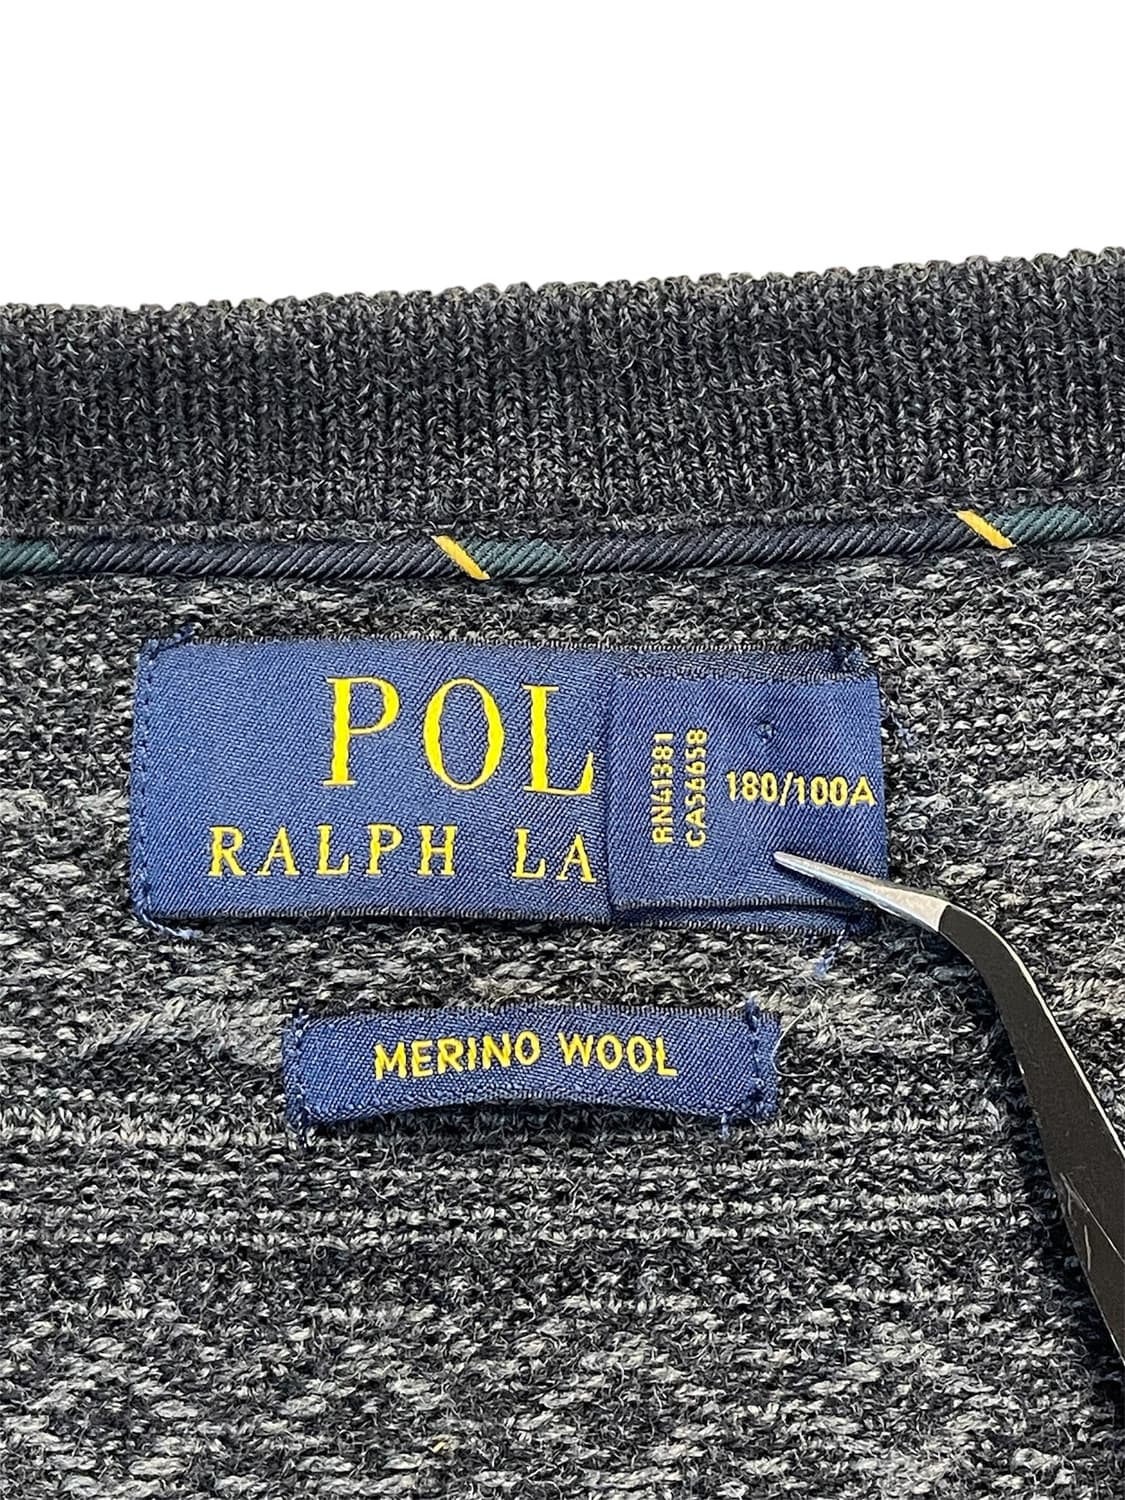 POL
RALPH LA
RN41381
CA56658
180/100A
MERINO WOOL